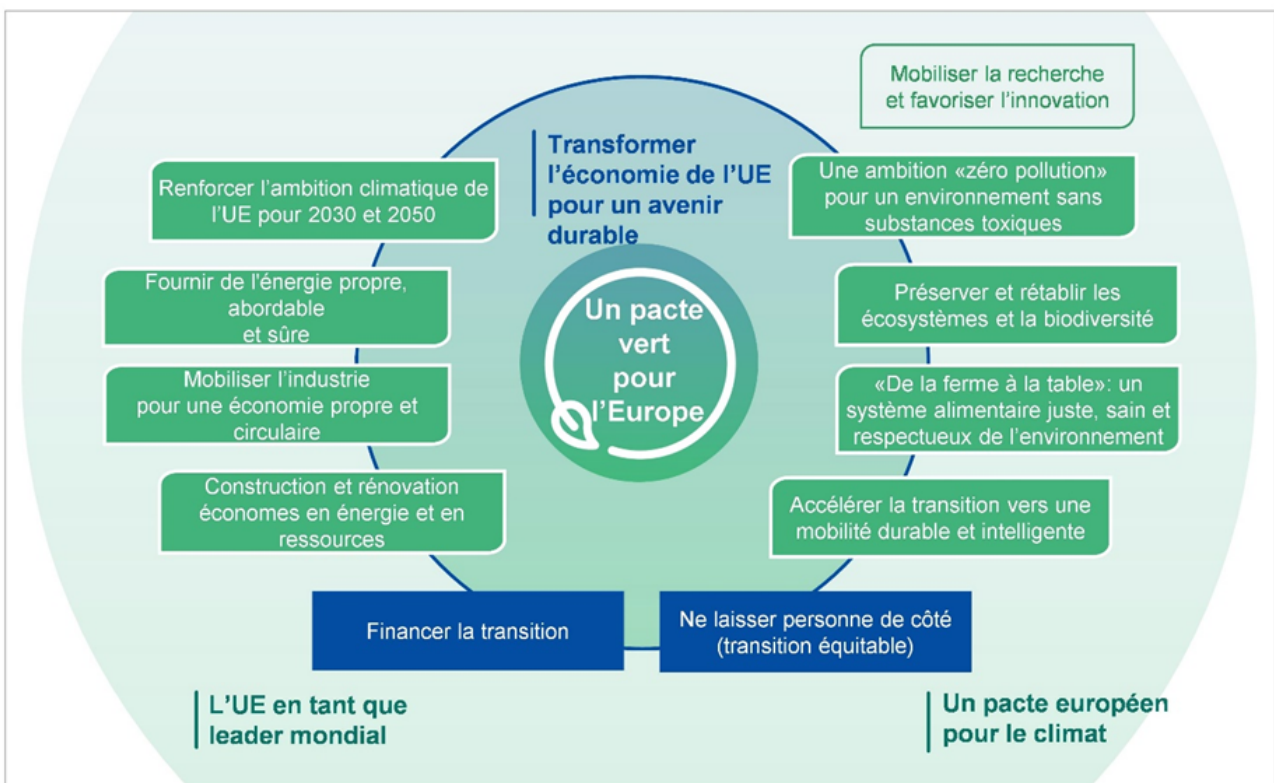 Mobiliser la recherche
et favoriser l’innovation
Transformer
l’économie de l’UE
pour un avenir
durable
Renforcer l’ambition climatique de
l’UE pour 2030 et 2050
Une ambition «zéro pollution»
pour un environnement sans
substances toxiques
Fournir de l'énergie propre,
abordable
et sûre
Préserver et rétablir les
écosystèmes et la biodiversité
Un pacte
vert
pour
l’Europe
Mobiliser l’industrie
pour une économie propre et
circulaire
«De la ferme à la table»: un
système alimentaire juste, sain et
respectueux de l’environnement
Construction et rénovation
économes en énergie et en
ressources
Accélérer la transition vers une
mobilité durable et intelligente
Financer la transition
Ne laisser personne de côté
(transition équitable)
L’UE en tant que
leader mondial
Un pacte européen
pour le climat